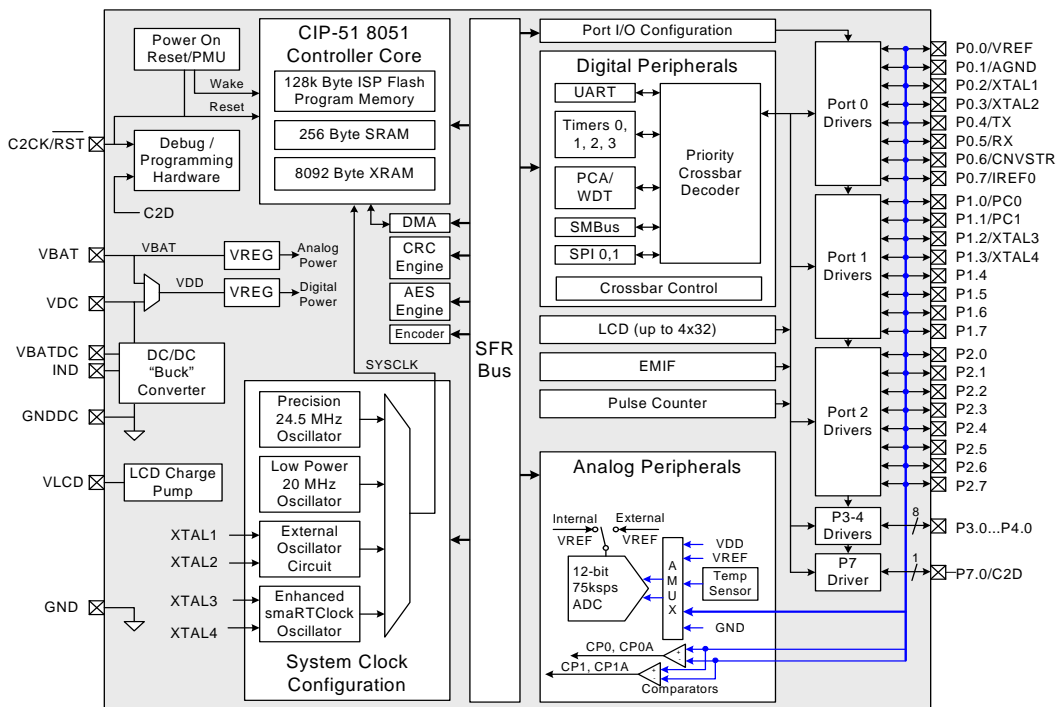 Power On
Reset/PMU
Wake
Reset
C2CK/RST
Debug /
Programming
Hardware
C2D
CIP-51 8051
Controller Core
128k Byte ISP Flash
Program Memory
256 Byte SRAM
8092 Byte XRAM
DMA
CRC
Engine
AES
Engine
Encoder
SYSCLK
VBAT
VBAT
VREG
Analog
Power
VDC
VDD
VREG
Digital
Power
VBATDC
IND
DC/DC
“Buck”
Converter
GNDDC
VLCD
LCD Charge
Pump
GND
Precision
24.5 MHz
Oscillator
Low Power
20 MHz
Oscillator
XTAL1
XTAL2
External
Oscillator
Circuit
XTAL3
XTAL4
Enhanced
smaRTClock
Oscillator
System Clock
Configuration
SFR
Bus
Port I/O Configuration
Digital Peripherals
UART
Timers 0,
1, 2, 3
PCA/
WDT
SMBus
SPI 0,1
Priority
Crossbar
Decoder
Crossbar Control
LCD (up to 4x32)
EMIF
Pulse Counter
Analog Peripherals
Internal
VREF
External
VREF
12-bit
75ksps
ADC
AMUX
VDD
VREF
Temp
Sensor
GND
CP0, CP0A
+
-
CP1, CP1A
+
-
Comparators
Port 0
Drivers
Port 1
Drivers
Port 2
Drivers
P3-4
Drivers
P7
Driver
8
1
P0.0/VREF
P0.1/AGND
P0.2/XTAL1
P0.3/XTAL2
P0.4/TX
P0.5/RX
P0.6/CNVSTR
P0.7/IREF0
P1.0/PC0
P1.1/PC1
P1.2/XTAL3
P1.3/XTAL4
P1.4
P1.5
P1.6
P1.7
P2.0
P2.1
P2.2
P2.3
P2.4
P2.5
P2.6
P2.7
P3.0...P4.0
P7.0/C2D